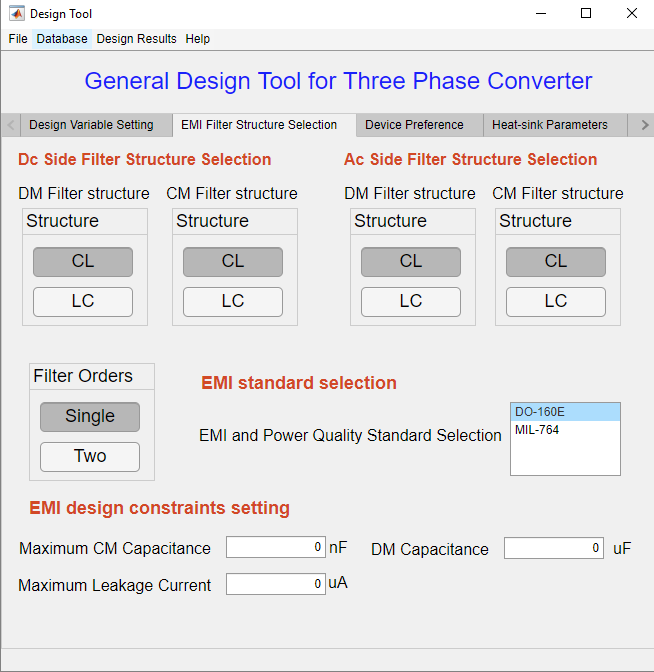 Design Tool
File Database Design Results Help
General Design Tool for Three Phase Converter
Design Variable Setting EMI Filter Structure Selection Device Preference Heat-sink Parameters
Dc Side Filter Structure Selection Ac Side Filter Structure Selection
DM Filter structure CM Filter structure DM Filter structure CM Filter structure
Structure Structure Structure Structure
CL CL CL CL
LC LC LC LC
Filter Orders
EMI standard selection
Single
DO-160E
EMI and Power Quality Standard Selection MIL-764
Two
EMI design constraints setting
Maximum CM Capacitance 0 nF DM Capacitance 0 uF
Maximum Leakage Current 0 uA